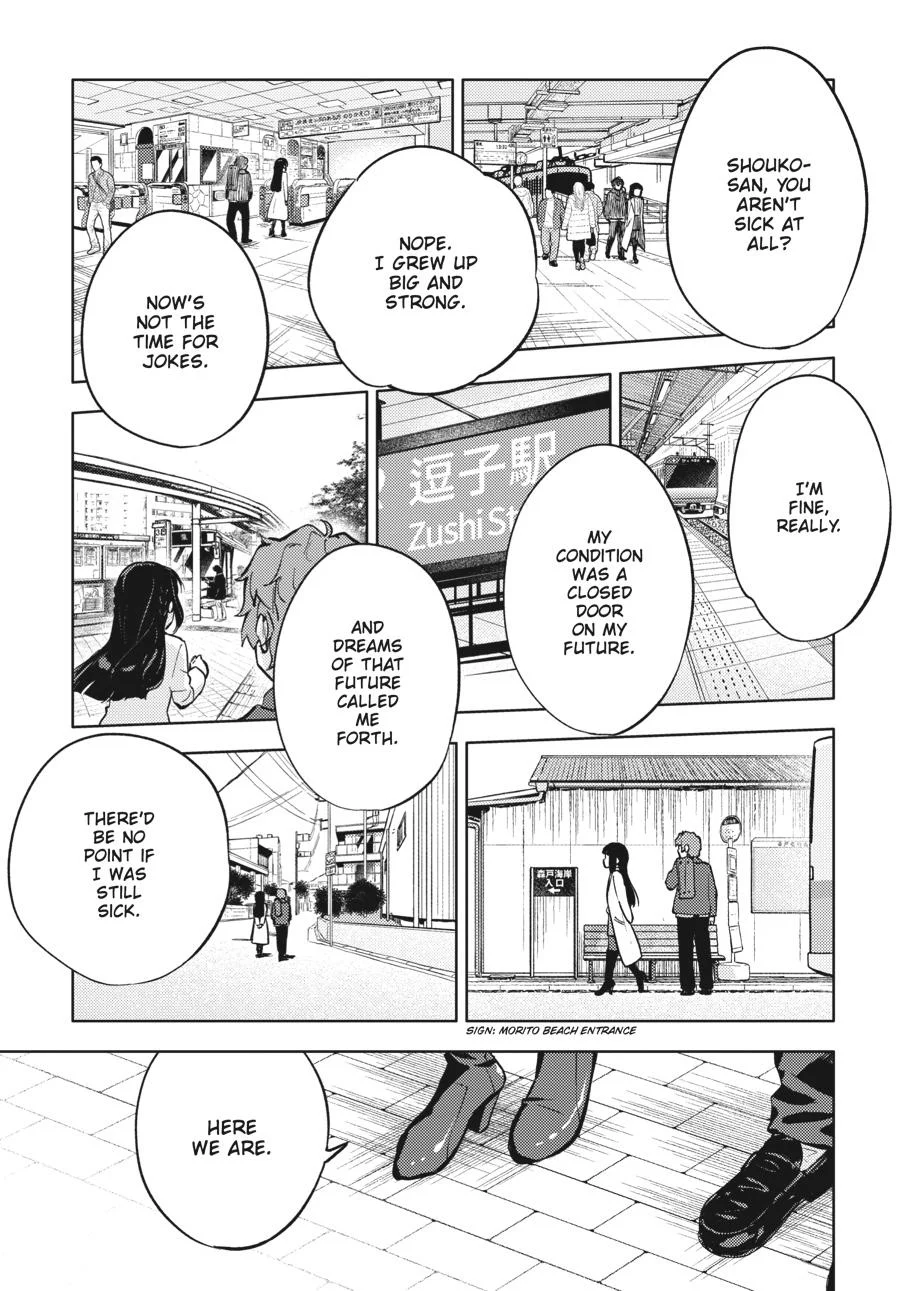 SHOUKO-
SAN, YOU
AREN'T
SICK AT
ALL?
NOPE.
I GREW UP
BIG AND
STRONG.
NOW'S
NOT THE
TIME FOR
JOKES.
I'M
FINE,
REALLY.
逗子駅
Zushi St
MY
CONDITION
WAS A
CLOSED
DOOR
ON MY
FUTURE.
AND
DREAMS
OF THAT
FUTURE
CALLED
ME
FORTH.
森戸海岸
入口
SIGN: MORITO BEACH ENTRANCE
THERE'D
BE NO
POINT IF
I WAS
STILL
SICK.
HERE
WE ARE.